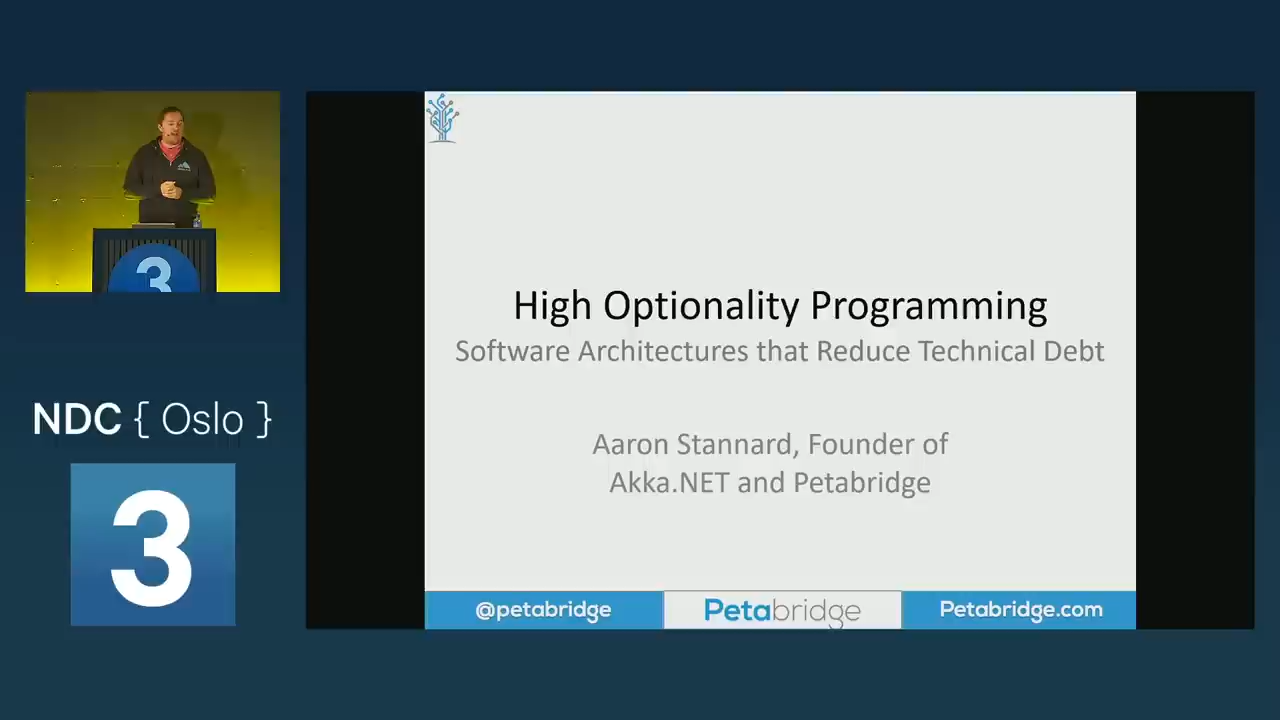 3
NDC { Oslo }
3
High Optionality Programming
Software Architectures that Reduce Technical Debt
Aaron Stannard, Founder of
Akka.NET and Petabridge
@petabridge
Petabridge
Petabridge.com